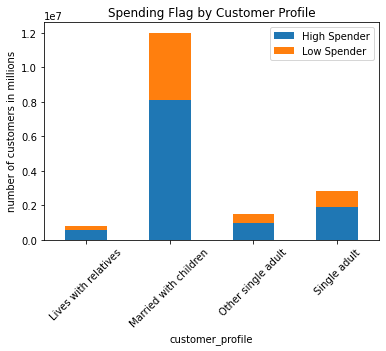 Spending Flag by Customer Profile
1e7
High Spender
Low Spender
number of customers in millions
1.2
1.0
0.8
0.6
0.4
0.2
0.0
Lives with relatives
Married with children
Other single adult
Single adult
customer_profile